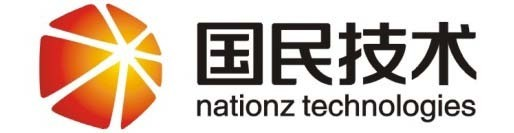 国民技术
nationz technologies